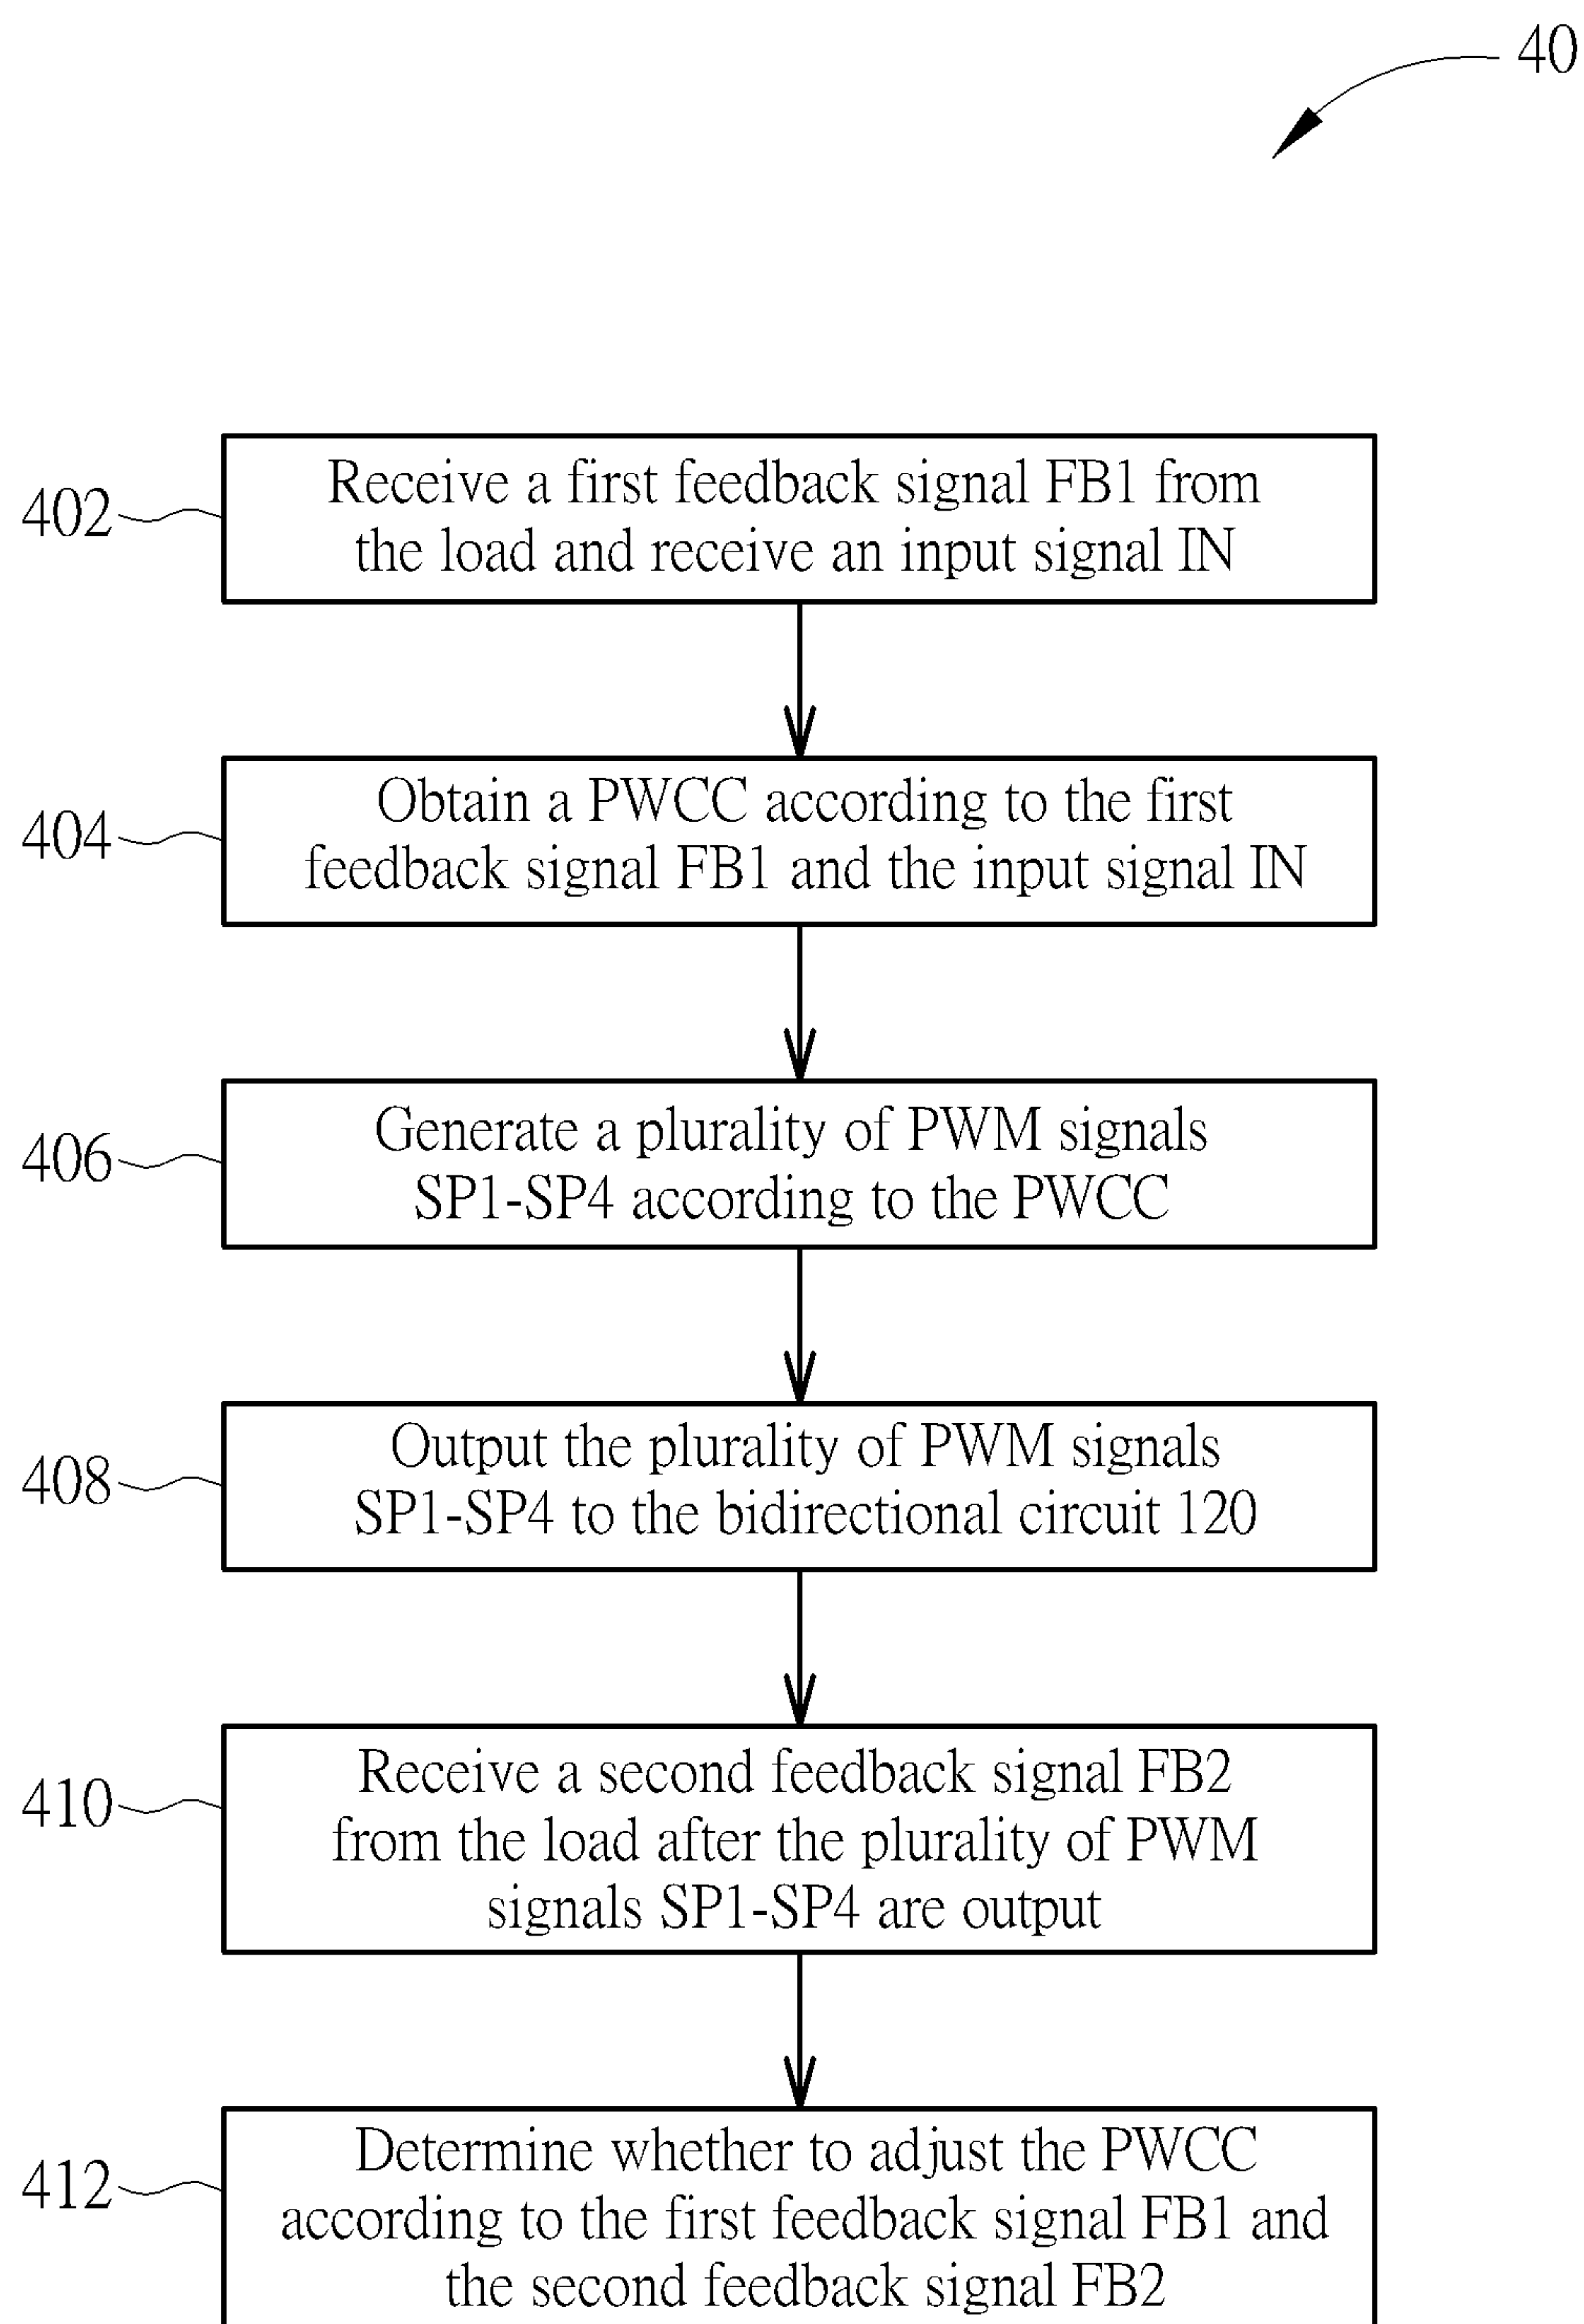 40
402
Receive a first feedback signal FB1 from
the load and receive an input signal IN
404
Obtain a PWCC according to the first
feedback signal FB1 and the input signal IN
406
Generate a plurality of PWM signals
SP1-SP4 according to the PWCC
408
Output the plurality of PWM signals
SP1-SP4 to the bidirectional circuit 120
410
Receive a second feedback signal FB2
from the load after the plurality of PWM
signals SP1-SP4 are output
412
Determine whether to adjust the PWCC
according to the first feedback signal FB1 and
the second feedback signal FB2